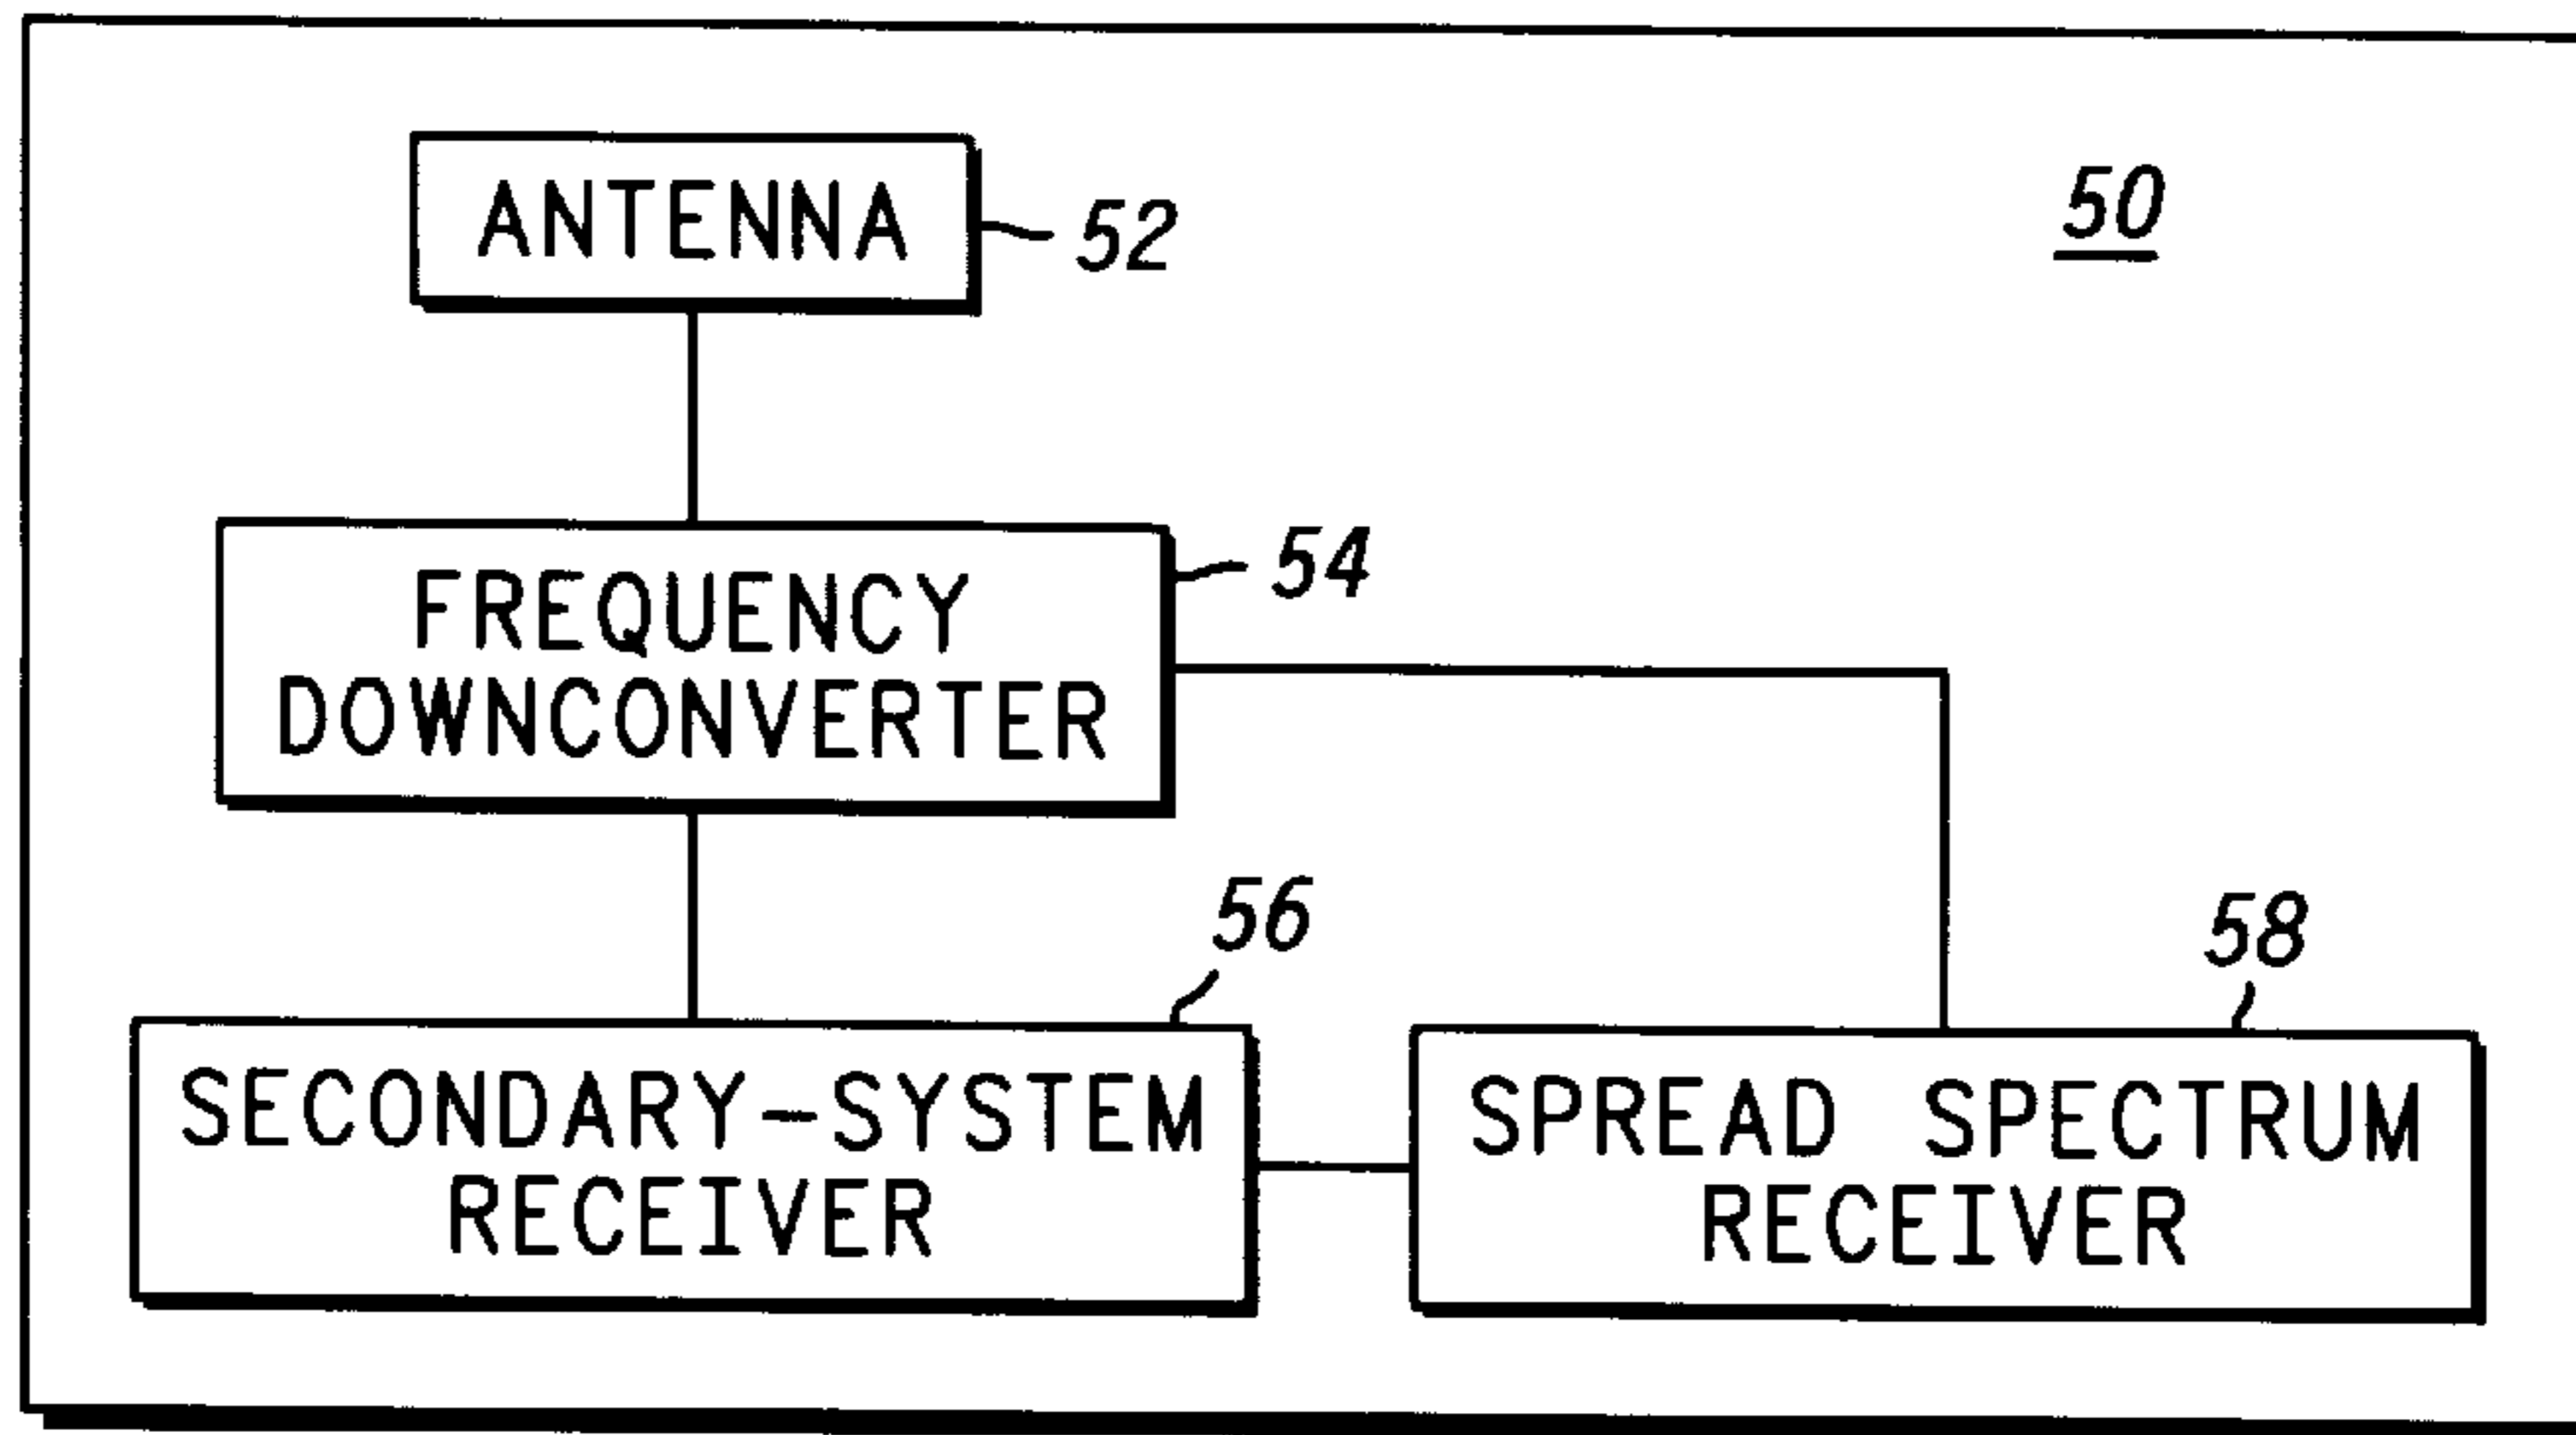 ANTENNA
52
50
FREQUENCY
DOWNCONVERTER
54
56
58
SECONDARY-SYSTEM
RECEIVER
SPREAD SPECTRUM
RECEIVER